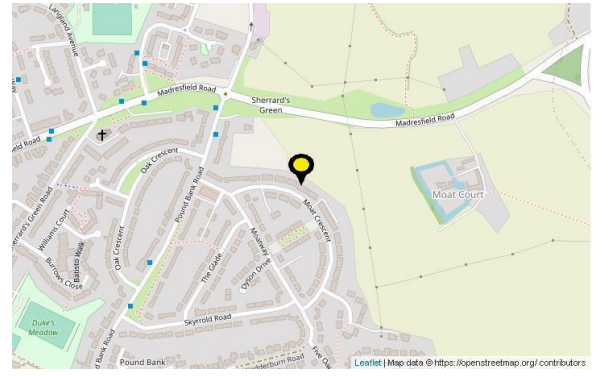 Langland Avenue
Madresfield Road
Sherrard's
Green
Madresfield Road
Oak Crescent
Pound Bank Road
Moat Court
Moat Crescent
Williams Court
Batisto Walk
Burrows Close
Oak Crescent
Moatway
The Glade
Dyson Drive
Duke's
Meadow
Skyrrold Road
Pound Bank
Leaflet | Map data © https://openstreetmap.org/ contributors